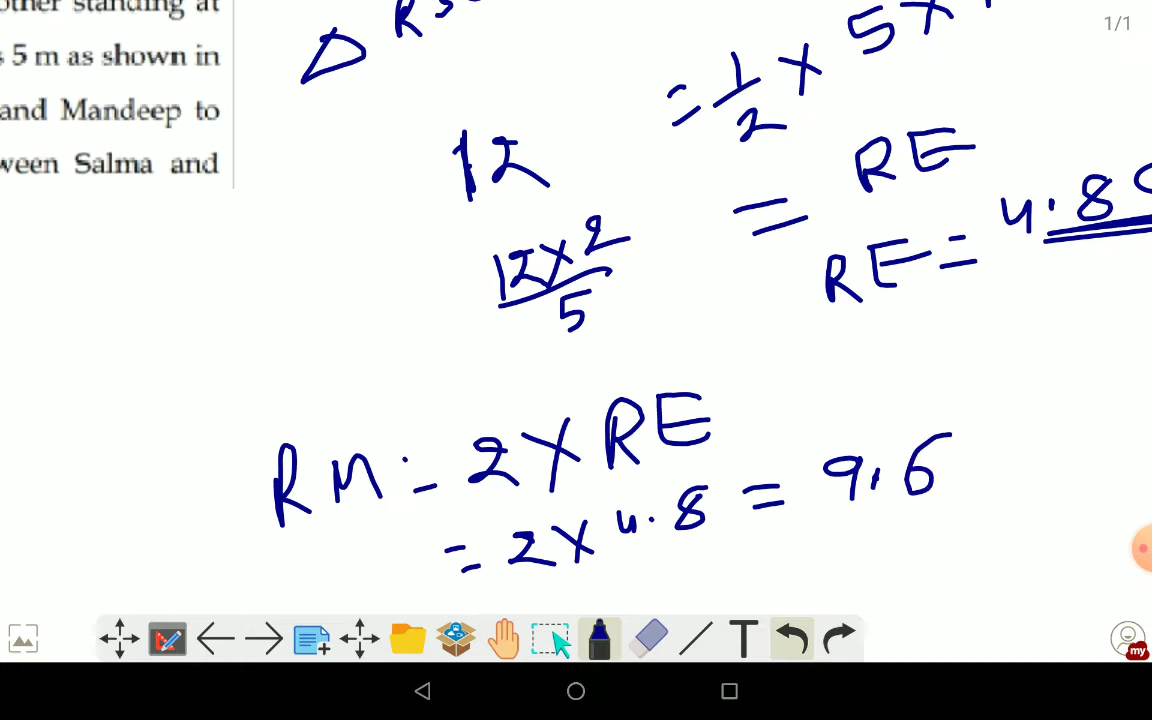 other standing at
s 5 m as shown in
and Mandeep to
ween Salma and
1/1
Δ RS
= 1/2 × 5 ×
12
= RE
12×2/5
RE = 4.8
RM = 2 × RE
= 2 × 4.8 = 9.6
T
my